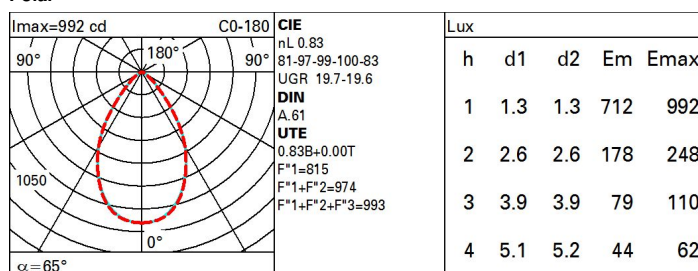 Imax=992 cd C0-180
90° 180° 90°
1050
0°
α=65°
CIE
nL 0.83
81-97-99-100-83
UGR 19.7-19.6
DIN
A.61
UTE
0.83B+0.00T
F"1=815
F"1+F"2=974
F"1+F"2+F"3=993
Lux
h d1 d2 Em Emax
1 1.3 1.3 712 992
2 2.6 2.6 178 248
3 3.9 3.9 79 110
4 5.1 5.2 44 62